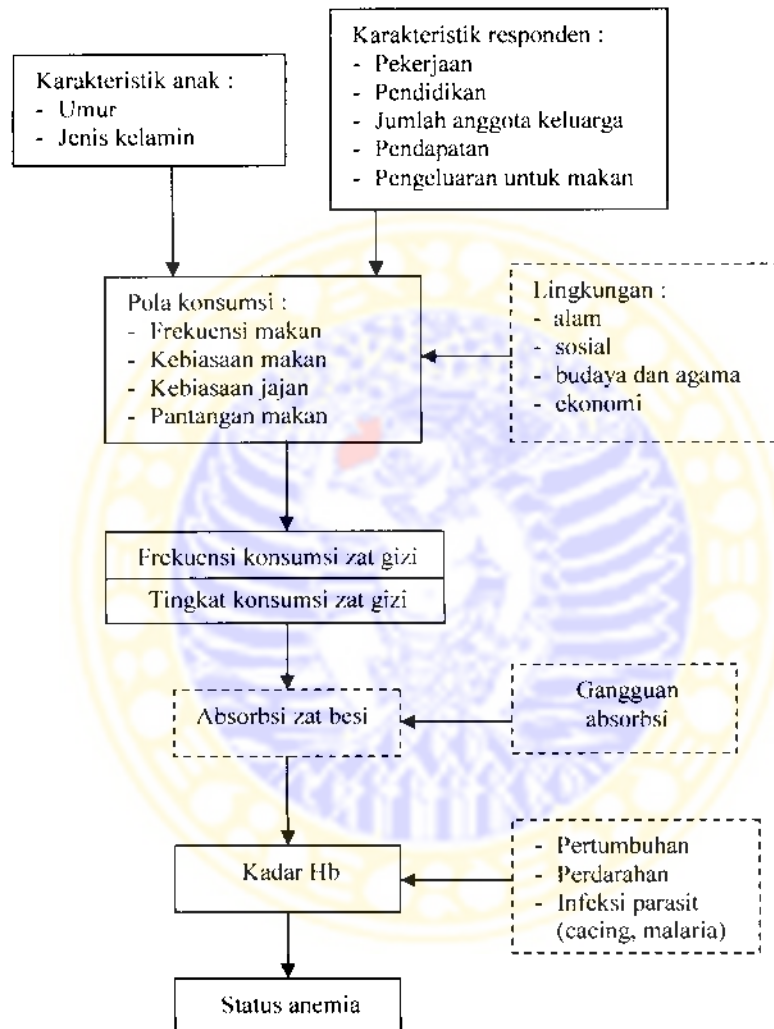 Karakteristik anak :
- Umur
- Jenis kelamin
Karakteristik responden :
- Pekerjaan
- Pendidikan
- Jumlah anggota keluarga
- Pendapatan
- Pengeluaran untuk makan
Pola konsumsi :
- Frekuensi makan
- Kebiasaan makan
- Kebiasaan jajan
- Pantangan makan
Lingkungan :
- alam
- sosial
- budaya dan agama
- ekonomi
Frekuensi konsumsi zat gizi
Tingkat konsumsi zat gizi
Absorbsi zat besi
Gangguan
absorbsi
Kadar Hb
- Pertumbuhan
- Perdarahan
- Infeksi parasit
(cacing, malaria)
Status anemia